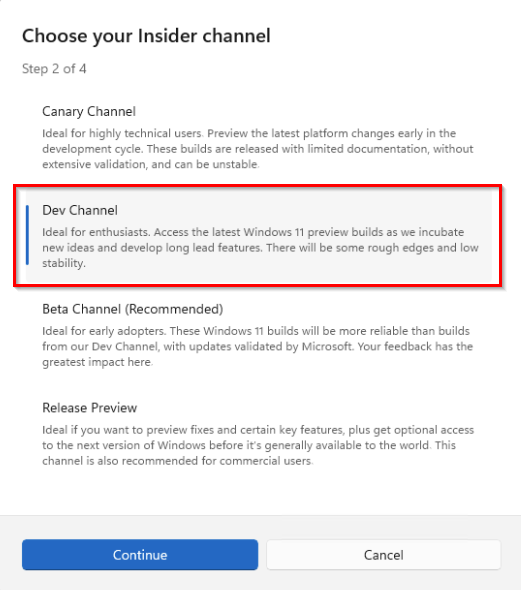 Choose your Insider channel
Step 2 of 4
Canary Channel
Ideal for highly technical users. Preview the latest platform changes early in the
development cycle. These builds are released with limited documentation, without
extensive validation, and can be unstable.
Dev Channel
Ideal for enthusiasts. Access the latest Windows 11 preview builds as we incubate
new ideas and develop long lead features. There will be some rough edges and low
stability.
Beta Channel (Recommended)
Ideal for early adopters. These Windows 11 builds will be more reliable than builds
from our Dev Channel, with updates validated by Microsoft. Your feedback has the
greatest impact here.
Release Preview
Ideal if you want to preview fixes and certain key features, plus get optional access
to the next version of Windows before it's generally available to the world. This
channel is also recommended for commercial users.
Continue
Cancel